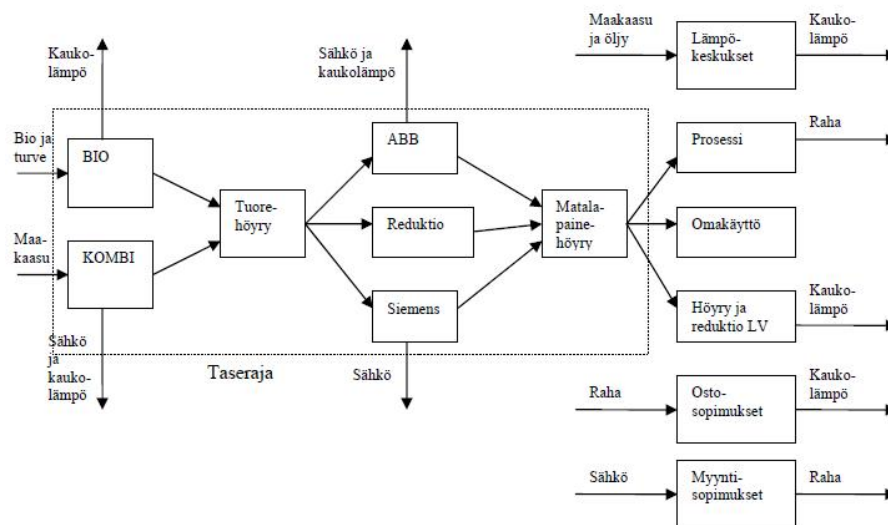 Kauko-
lämpö
Sähkö ja
kaukolämpö
Maakaasu
ja öljy
Lämpö-
keskukset
Kauko-
lämpö
Bio ja
turve
BIO
ABB
Prosessi
Raha
Tuore-
höyry
Reduktio
Matala-
paine-
höyry
Omakäyttö
Maa-
kaasu
KOMBI
Siemens
Höyry ja
reduktio LV
Kauko-
lämpö
Sähkö
ja
kauko-
lämpö
Taseraja
Sähkö
Raha
Osto-
sopimukset
Kauko-
lämpö
Sähkö
Myynti-
sopimukset
Raha